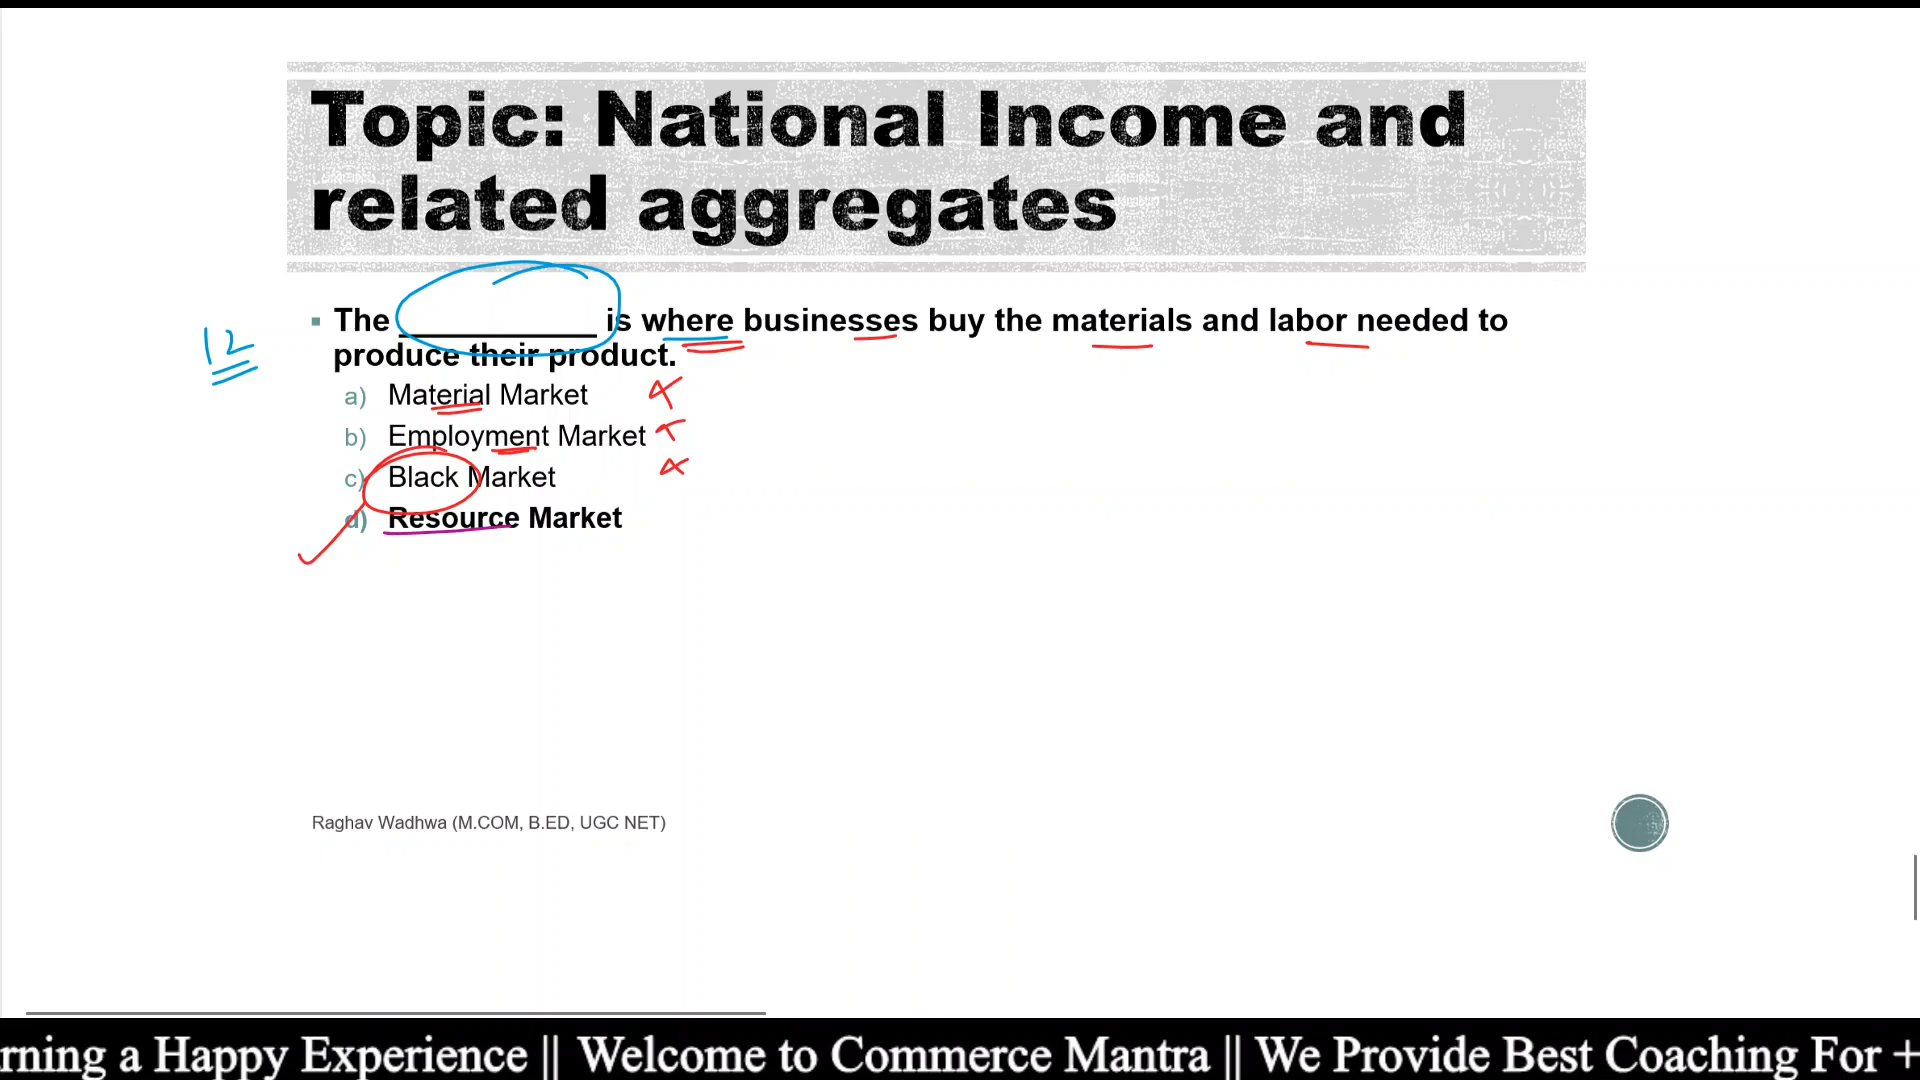 Topic: National Income and
related aggregates
12
▪ The ___________ is where businesses buy the materials and labor needed to
produce their product.
a) Material Market
b) Employment Market
c) Black Market
d) Resource Market
Raghav Wadhwa (M.COM, B.ED, UGC NET)
rning a Happy Experience || Welcome to Commerce Mantra || We Provide Best Coaching For +